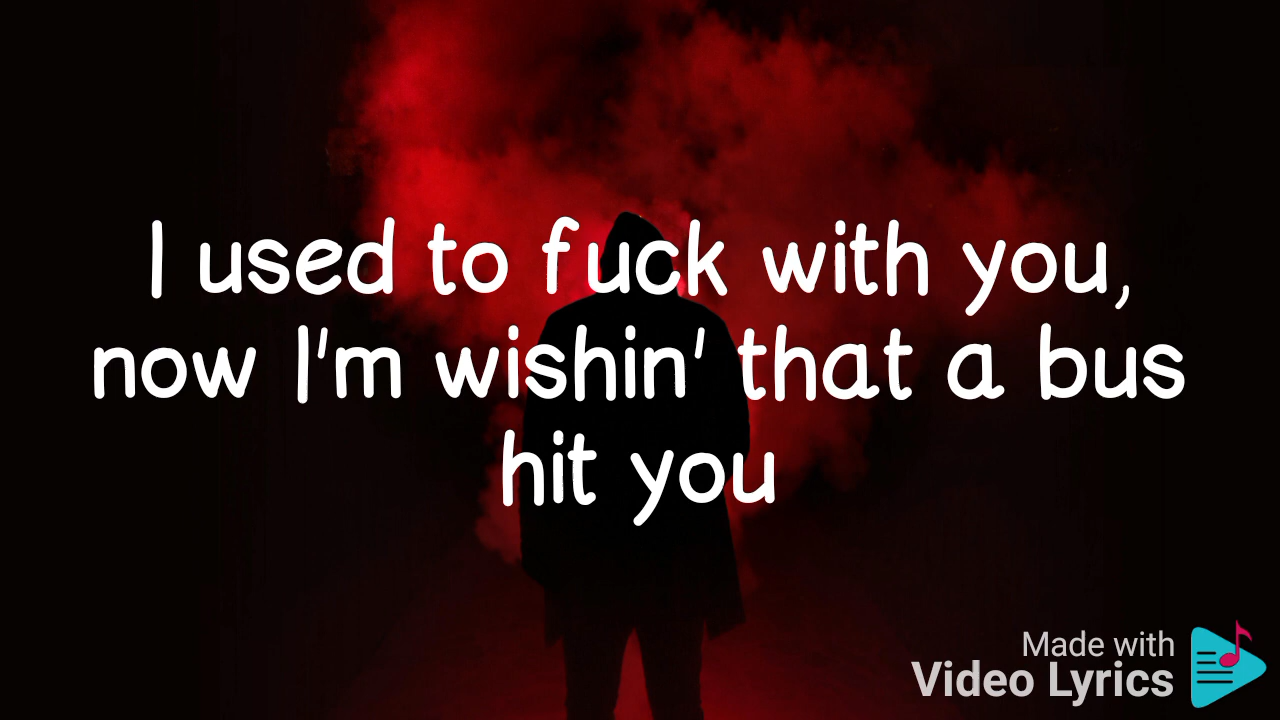 I used to fuck with you,
now I'm wishin' that a bus
hit you
Made with
Video Lyrics